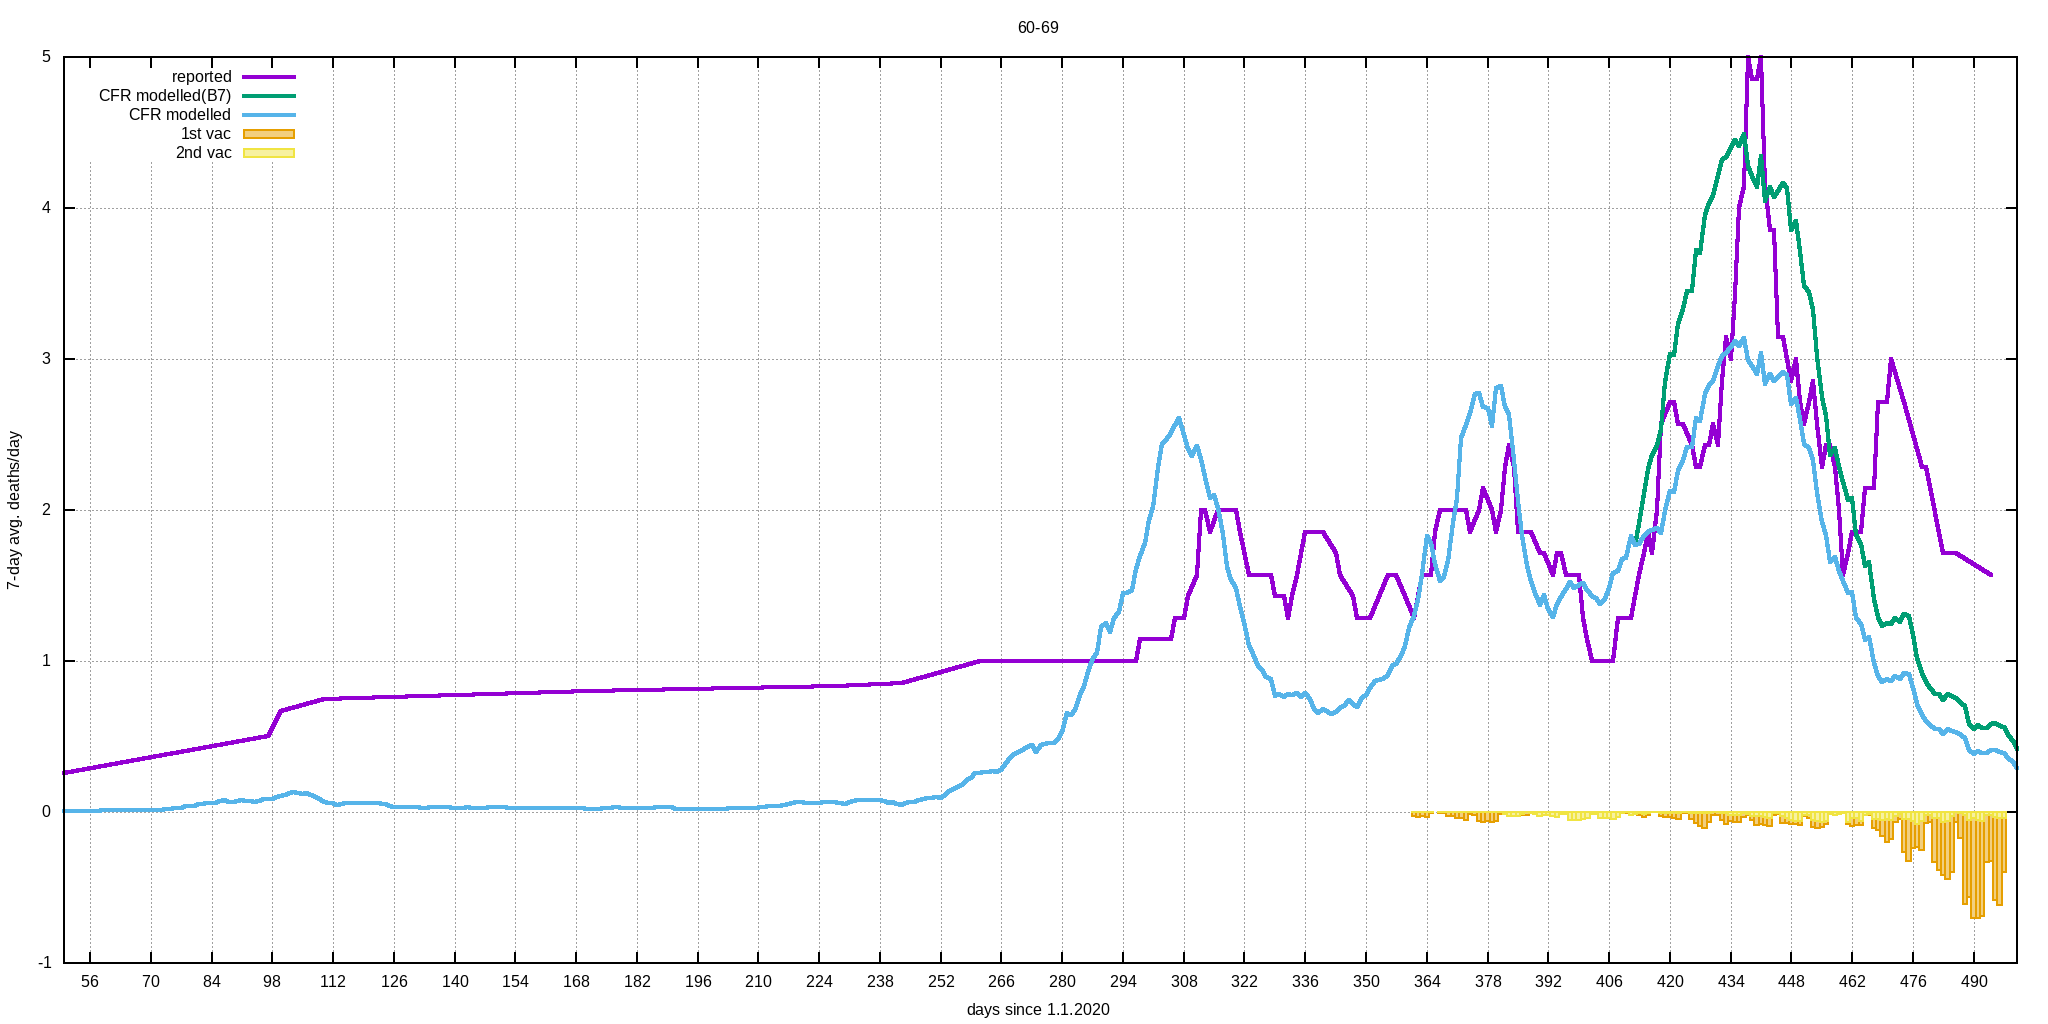 60-69
reported
CFR modelled(B7)
CFR modelled
1st vac
2nd vac
5
4
3
2
1
0
-1
7-day avg. deaths/day
56 70 84 98 112 126 140 154 168 182 196 210 224 238 252 266 280 294 308 322 336 350 364 378 392 406 420 434 448 462 476 490
days since 1.1.2020